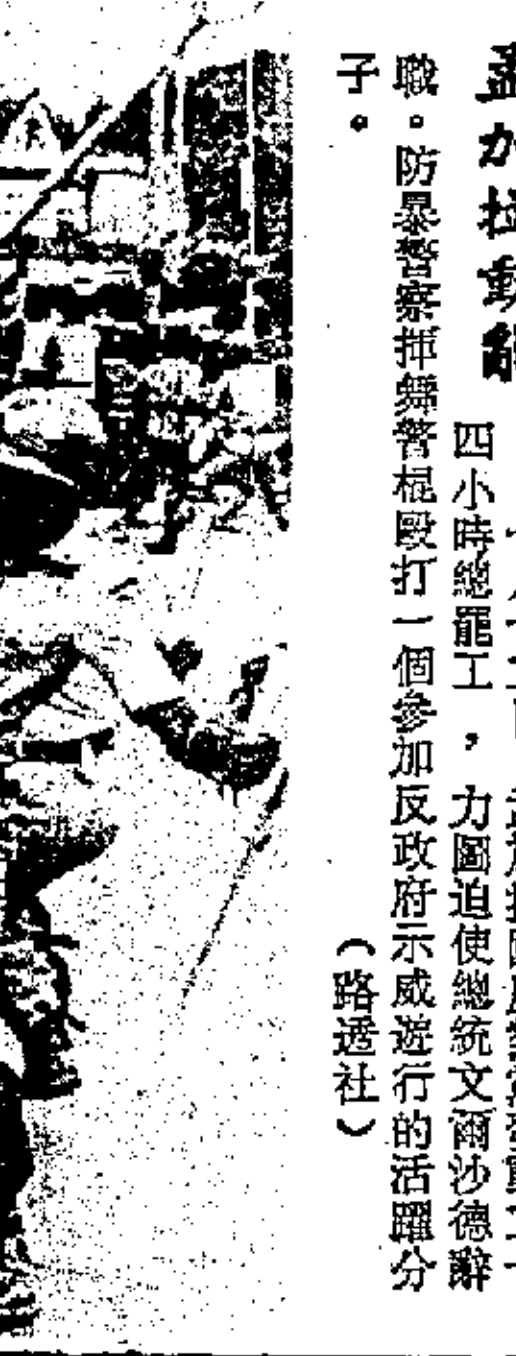 孟加拉動亂
四小時總罷工，力圖迫使總統文爾沙德辭
職。防暴警察揮舞警棍毆打一個參加反政府示威遊行的活躍分
子。
（路透社）